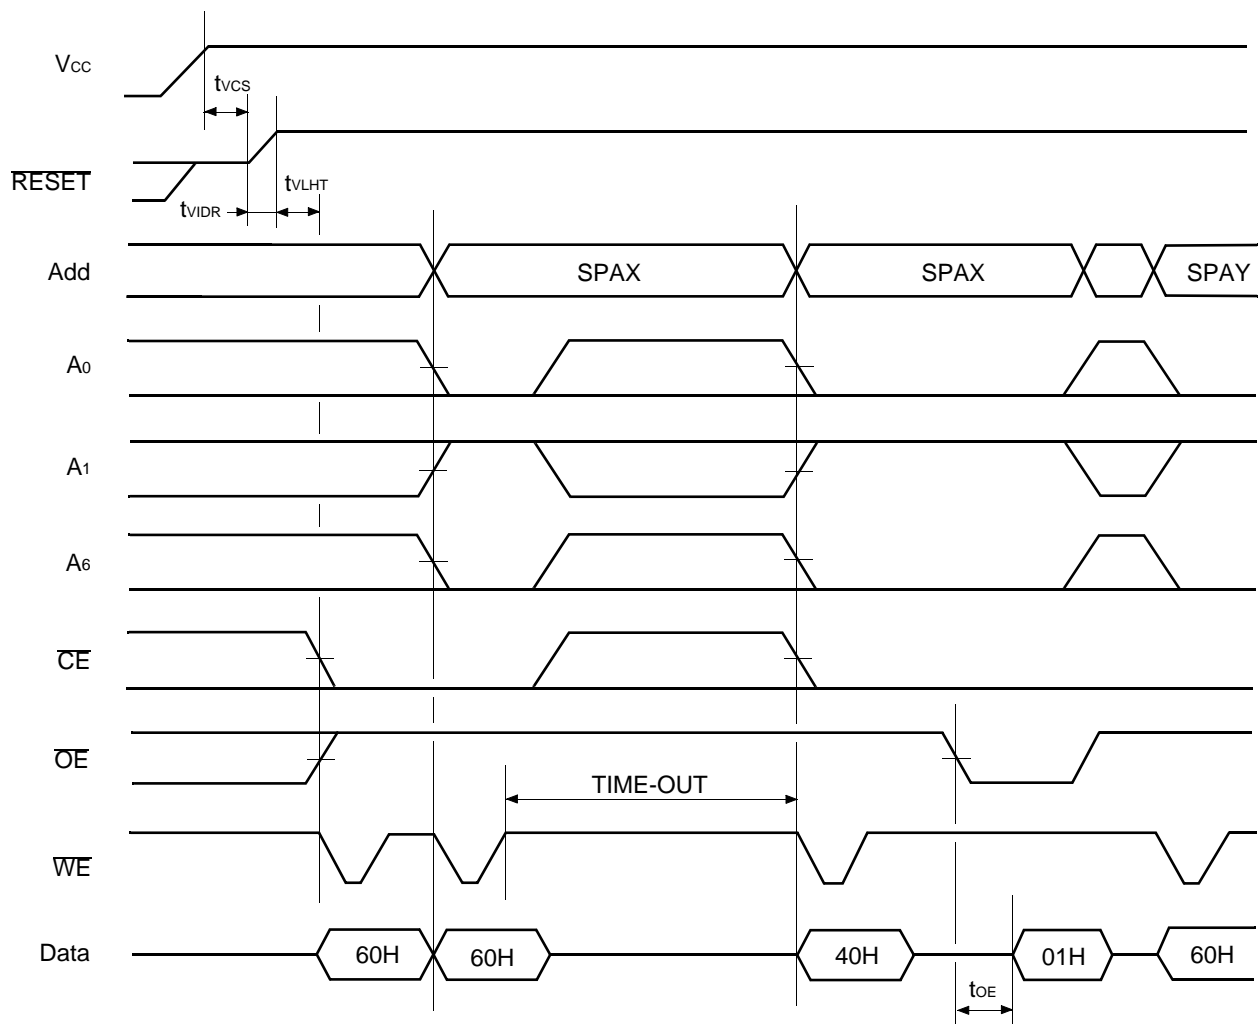 VCC
tVCS
RESET
tVLHT
tVIDR
Add
SPAX
SPAX
SPAY
A0
A1
A6
CE
OE
TIME-OUT
WE
Data
60H
60H
40H
01H
60H
tOE